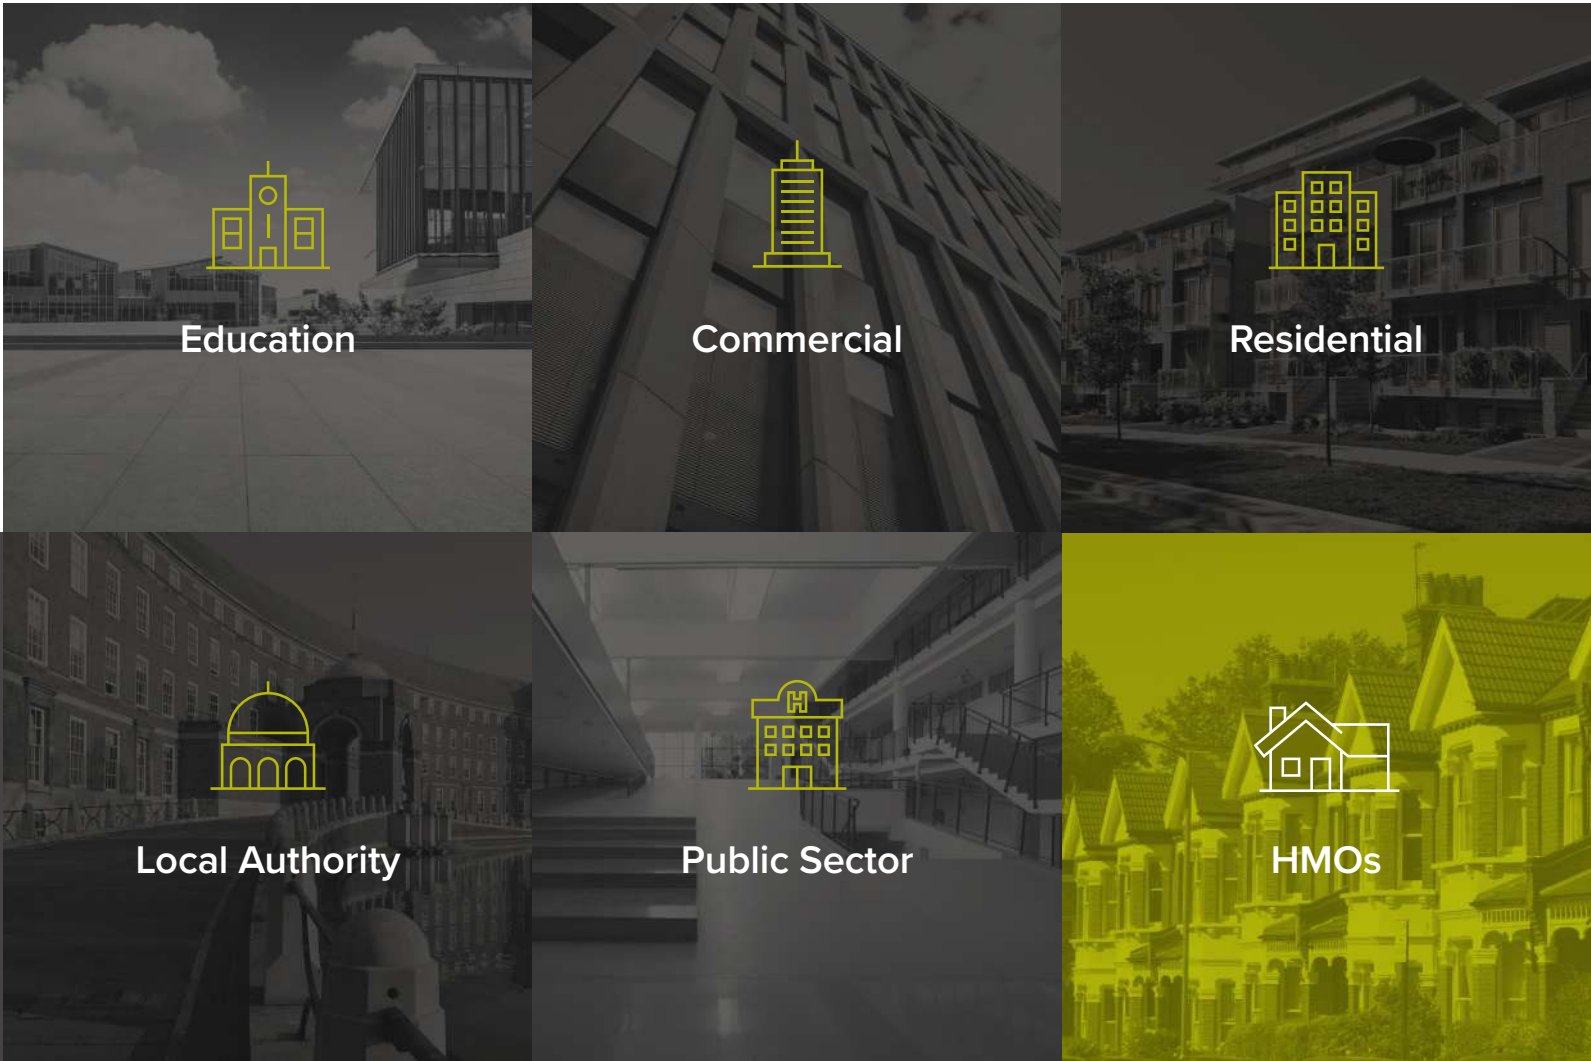 Education
Commercial
Residential
Local Authority
Public Sector
HMOs